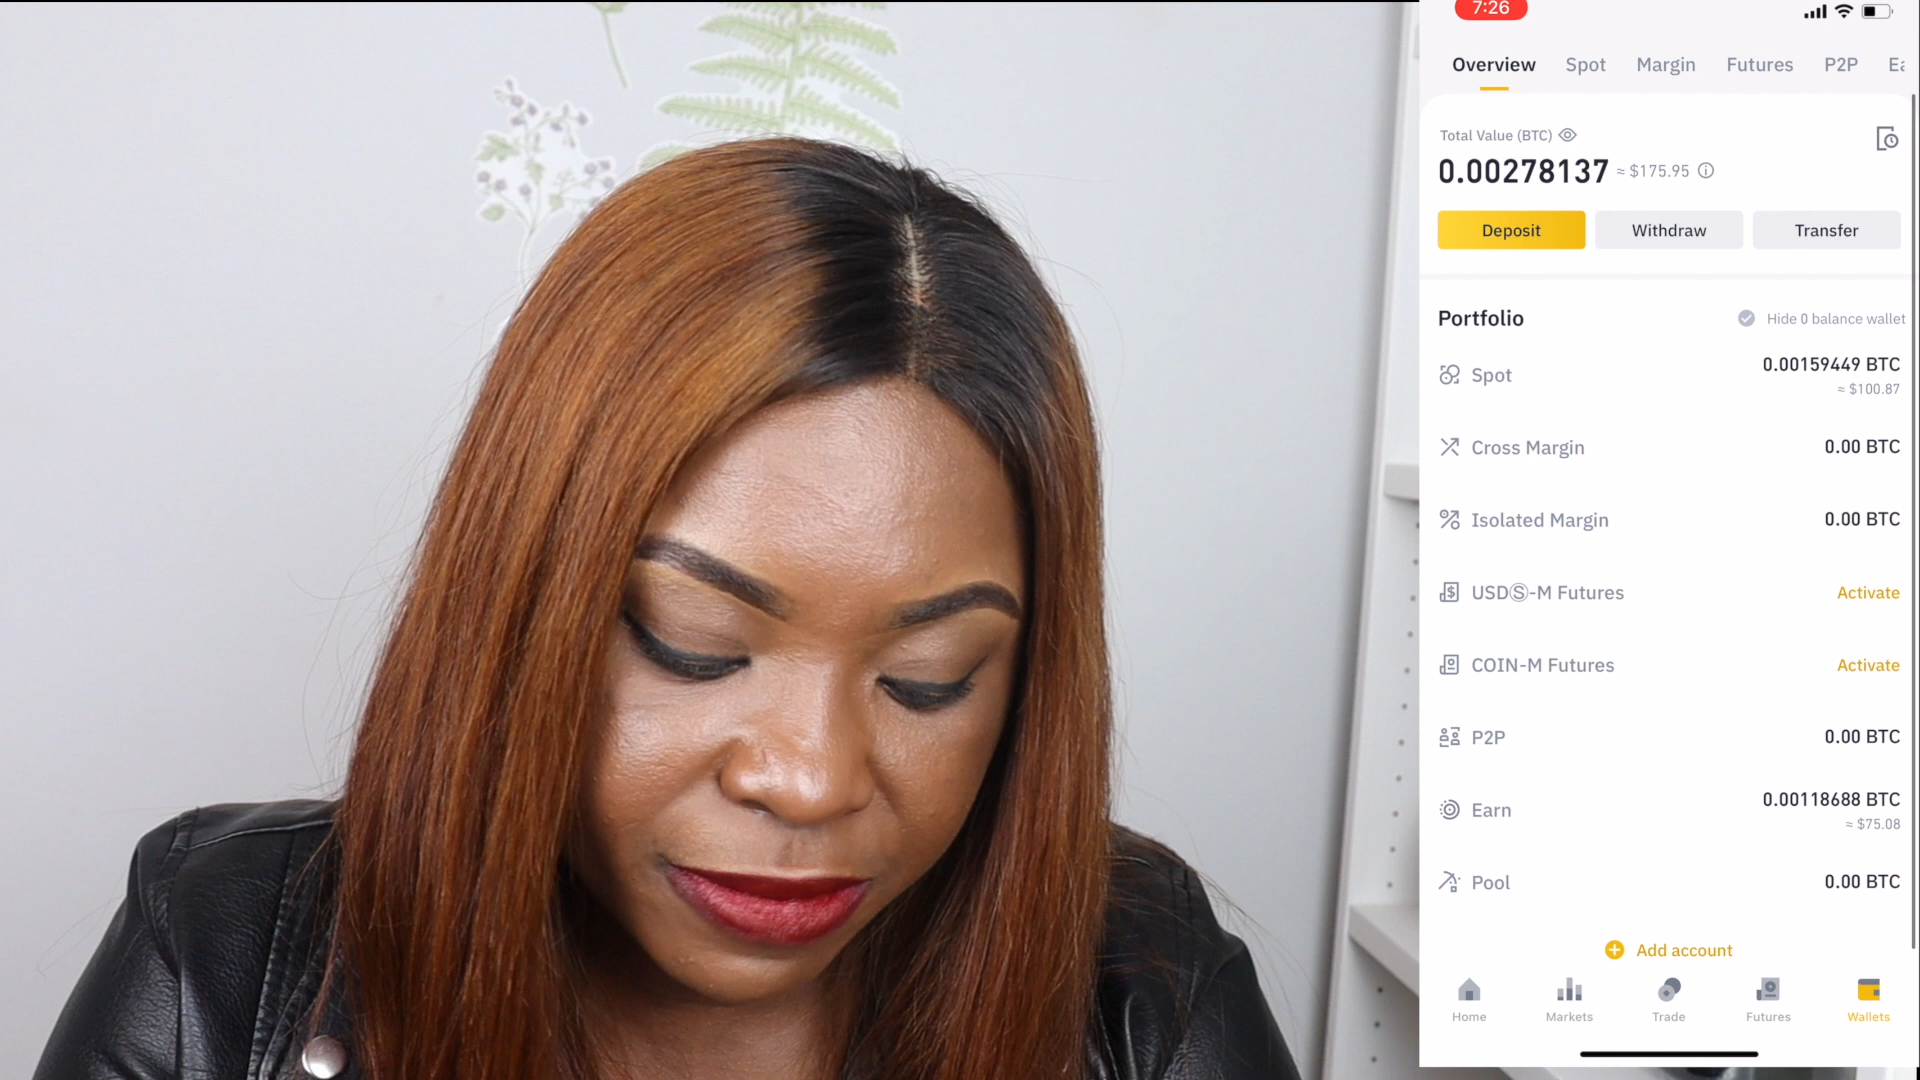 7:26
Overview Spot Margin Futures P2P Ea
Total Value (BTC)
0.00278137 ≈ $175.95
Deposit Withdraw Transfer
Portfolio Hide 0 balance wallet
Spot 0.00159449 BTC
≈ $100.87
Cross Margin 0.00 BTC
Isolated Margin 0.00 BTC
USDⓈ-M Futures Activate
COIN-M Futures Activate
P2P 0.00 BTC
Earn 0.00118688 BTC
≈ $75.08
Pool 0.00 BTC
Add account
Home Markets Trade Futures Wallets